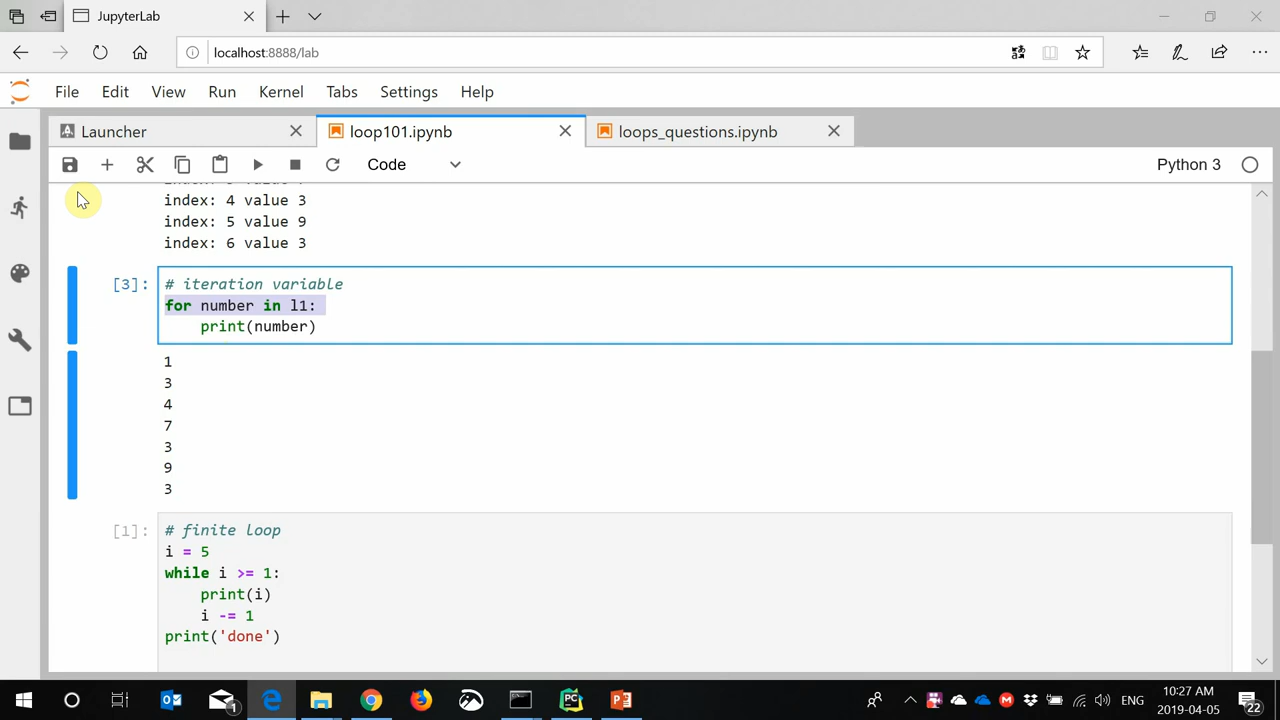 JupyterLab
localhost:8888/lab
File Edit View Run Kernel Tabs Settings Help
Launcher loop101.ipynb loops_questions.ipynb
Code Python 3
index: 4 value 3
index: 5 value 9
index: 6 value 3
[3]: # iteration variable
for number in l1:
print(number)
1
3
4
7
3
9
3
[1]: # finite loop
i = 5
while i >= 1:
print(i)
i -= 1
print('done')
ENG 10:27 AM
2019-04-05 22